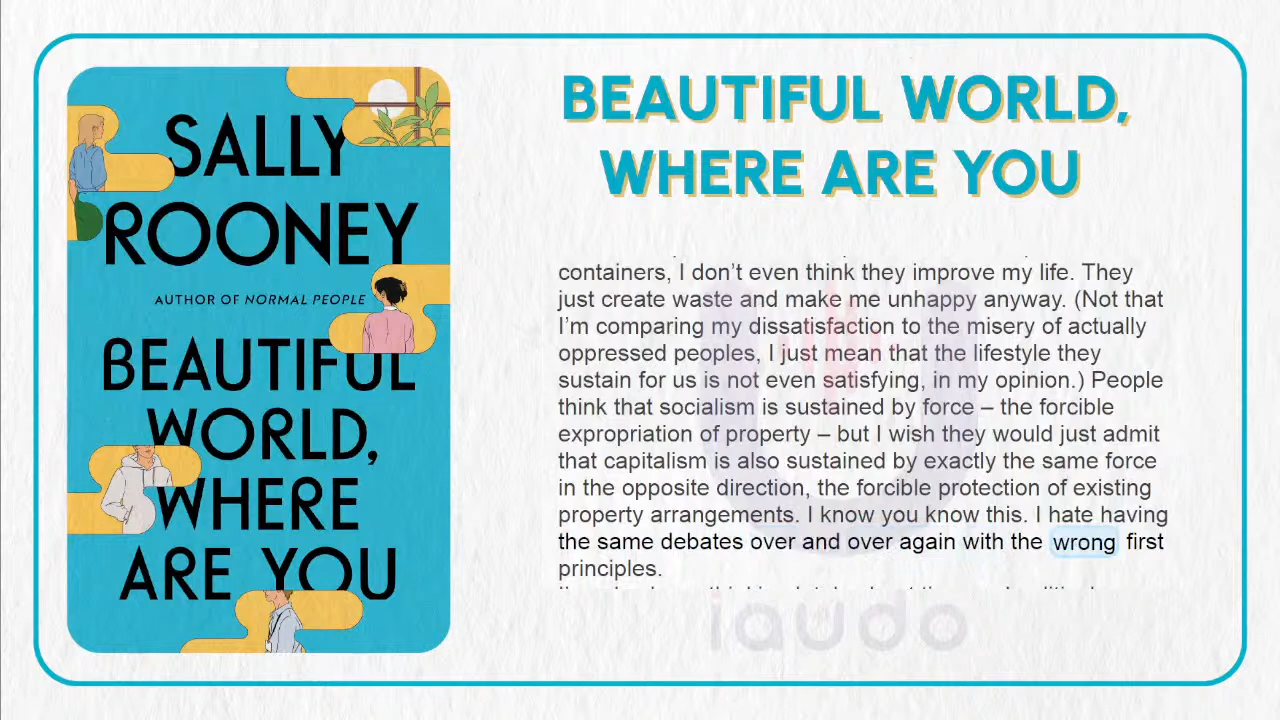 SALLY
ROONEY
AUTHOR OF NORMAL PEOPLE
BEAUTIFUL
WORLD,
WHERE
ARE YOU
BEAUTIFUL WORLD,
WHERE ARE YOU
containers, I don’t even think they improve my life. They
just create waste and make me unhappy anyway. (Not that
I’m comparing my dissatisfaction to the misery of actually
oppressed peoples, I just mean that the lifestyle they
sustain for us is not even satisfying, in my opinion.) People
think that socialism is sustained by force – the forcible
expropriation of property – but I wish they would just admit
that capitalism is also sustained by exactly the same force
in the opposite direction, the forcible protection of existing
property arrangements. I know you know this. I hate having
the same debates over and over again with the wrong first
principles.
iaudo